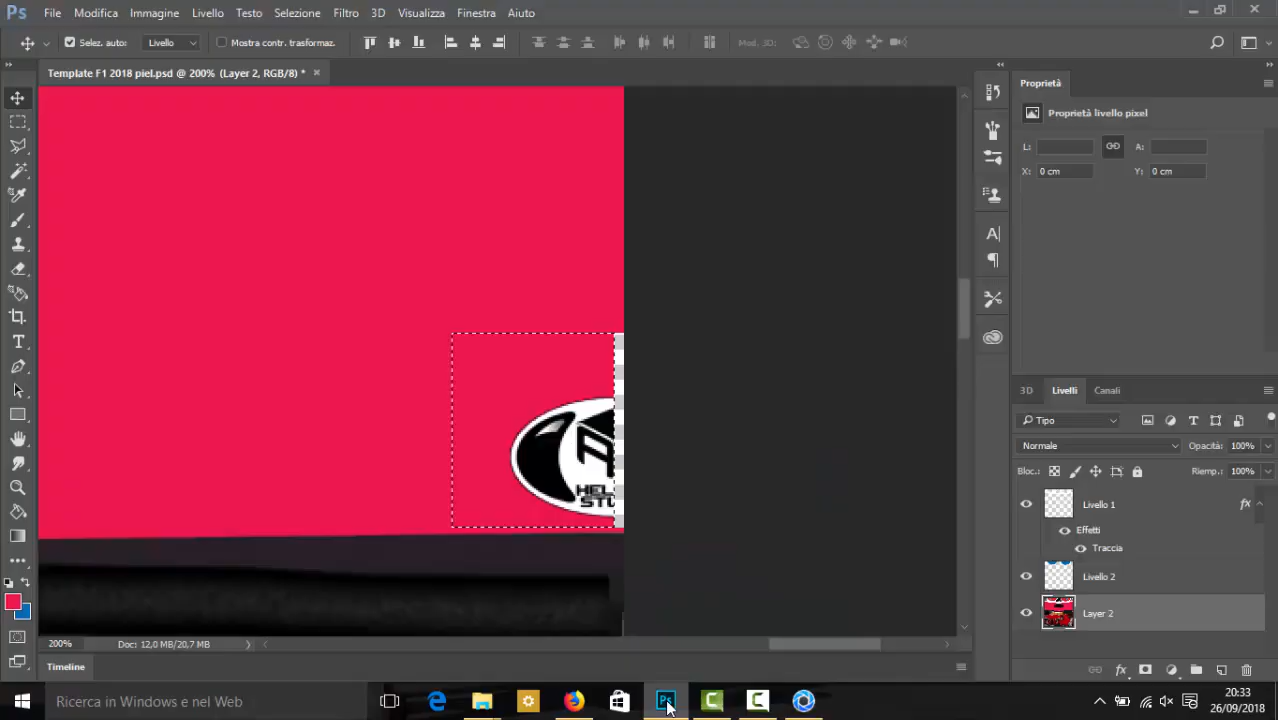 Ps File Modifica Immagine Livello Testo Selezione Filtro 3D Visualizza Finestra Aiuto
Selez. auto: Livello Mostra contr. trasformaz. Mod. 3D:
Template F1 2018 piel.psd @ 200% (Layer 2, RGB/8) * ×
Proprietà
Proprietà livello pixel
L: A:
X: 0 cm Y: 0 cm
3D Livelli Canali
Tipo
Normale Opacità: 100%
Bloc.: Riemp.: 100%
Livello 1 fx
Effetti
Traccia
Livello 2
Layer 2
HEL
STU
200% Doc: 12,0 MB/20,7 MB
Timeline
Ricerca in Windows e nel Web
20:33
26/09/2018